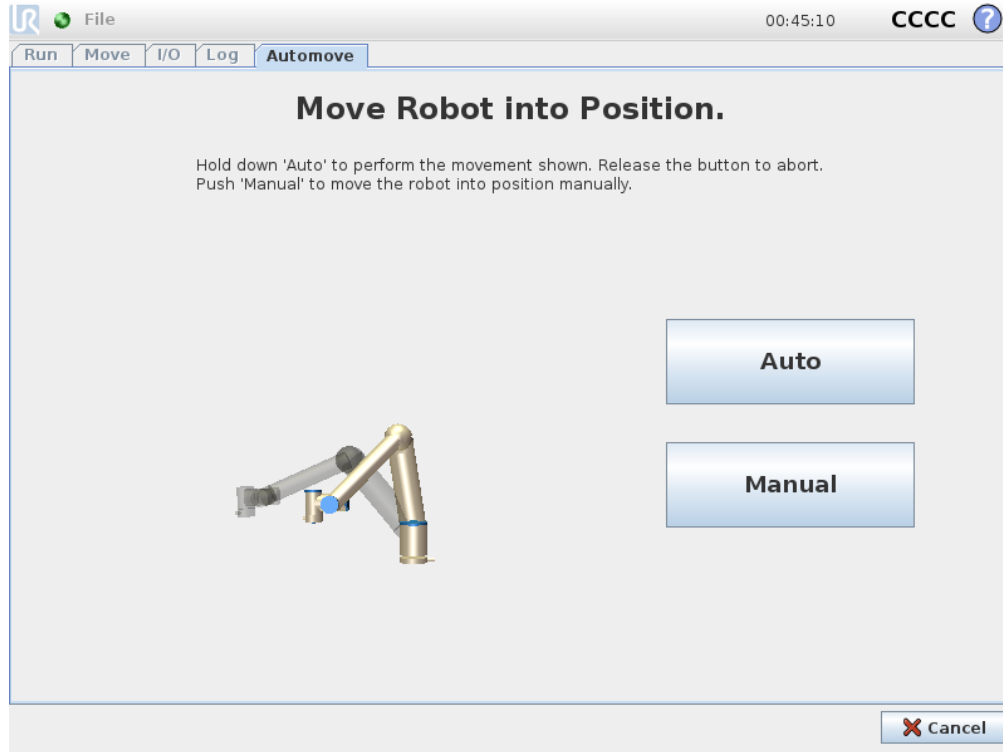 UR File 00:45:10 CCCC ?
Run Move I/O Log Automove
Move Robot into Position.
Hold down 'Auto' to perform the movement shown. Release the button to abort.
Push 'Manual' to move the robot into position manually.
Auto
Manual
Cancel